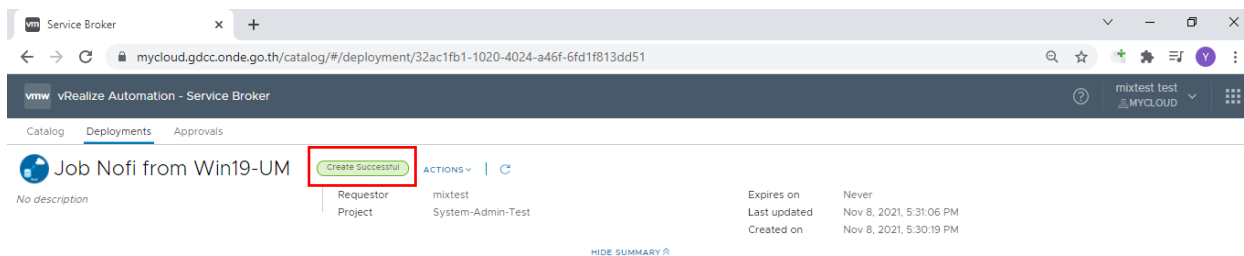 vm Service Broker
mycloud.gdcc.onde.go.th/catalog/#/deployment/32ac1fb1-1020-4024-a46f-6fd1f813dd51
Y
vmw vRealize Automation - Service Broker
mixtest test
MYCLOUD
Catalog Deployments Approvals
Job Nofi from Win19-UM
Create Successful
ACTIONS
No description
Requestor mixtest
Project System-Admin-Test
Expires on Never
Last updated Nov 8, 2021, 5:31:06 PM
Created on Nov 8, 2021, 5:30:19 PM
HIDE SUMMARY